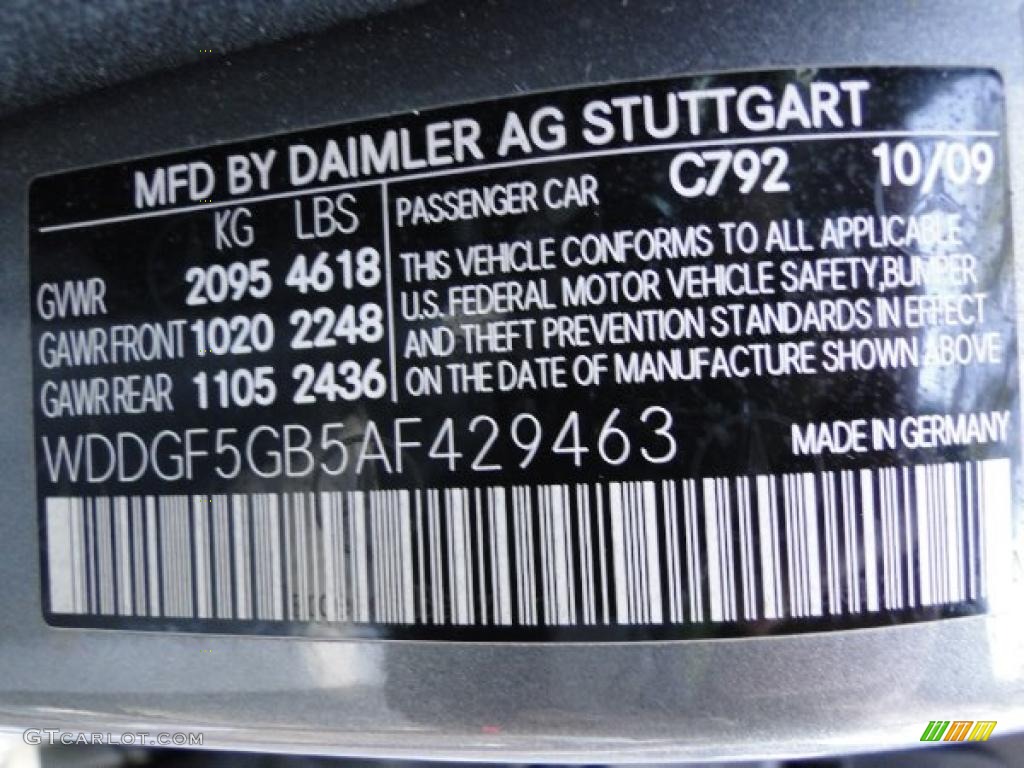 MFD BY DAIMLER AG STUTTGART
KG LBS
GVWR 2095 4618
GAWR FRONT 1020 2248
GAWR REAR 1105 2436
PASSENGER CAR C792 10/09
THIS VEHICLE CONFORMS TO ALL APPLICABLE
U.S. FEDERAL MOTOR VEHICLE SAFETY, BUMPER
AND THEFT PREVENTION STANDARDS IN EFFECT
ON THE DATE OF MANUFACTURE SHOWN ABOVE
WDDGF5GB5AF429463
MADE IN GERMANY
GTcarlot.com